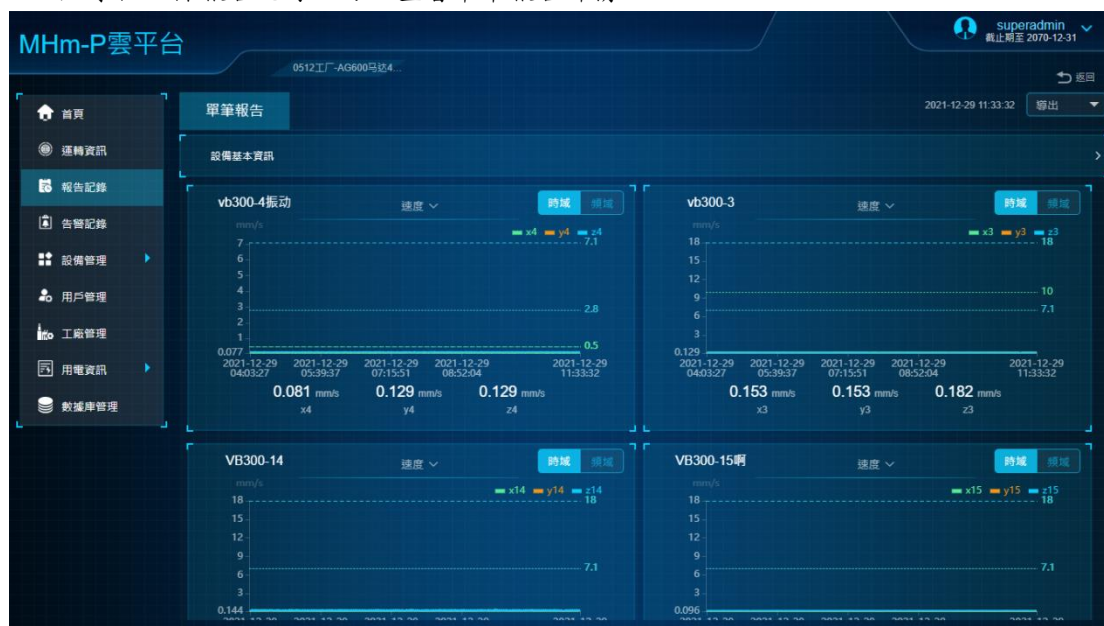 MHm-P雲平台
superadmin
截止期至 2070-12-31
0512工厂-AG600马达4...
返回
首頁
運轉資訊
報告記錄
告警記錄
設備管理
用戶管理
工廠管理
用電資訊
數據庫管理
單筆報告
2021-12-29 11:33:32
導出
設備基本資訊
vb300-4振动
速度
時域
頻域
mm/s
x4 y4 z4
7
7.1
6
5
4
3
2.8
2
1
0.5
0.077
2021-12-29 04:03:27
2021-12-29 05:39:37
2021-12-29 07:15:51
2021-12-29 08:52:04
2021-12-29 11:33:32
0.081 mm/s
0.129 mm/s
0.129 mm/s
x4
y4
z4
vb300-3
速度
時域
頻域
mm/s
x3 y3 z3
18
18
15
12
10
9
7.1
6
3
0.129
2021-12-29 04:03:27
2021-12-29 05:39:37
2021-12-29 07:15:51
2021-12-29 08:52:04
2021-12-29 11:33:32
0.153 mm/s
0.153 mm/s
0.182 mm/s
x3
y3
z3
VB300-14
速度
時域
頻域
mm/s
x14 y14 z14
18
18
15
12
9
7.1
6
3
0.144
VB300-15啊
速度
時域
頻域
mm/s
x15 y15 z15
18
18
15
12
9
7.1
6
3
0.096